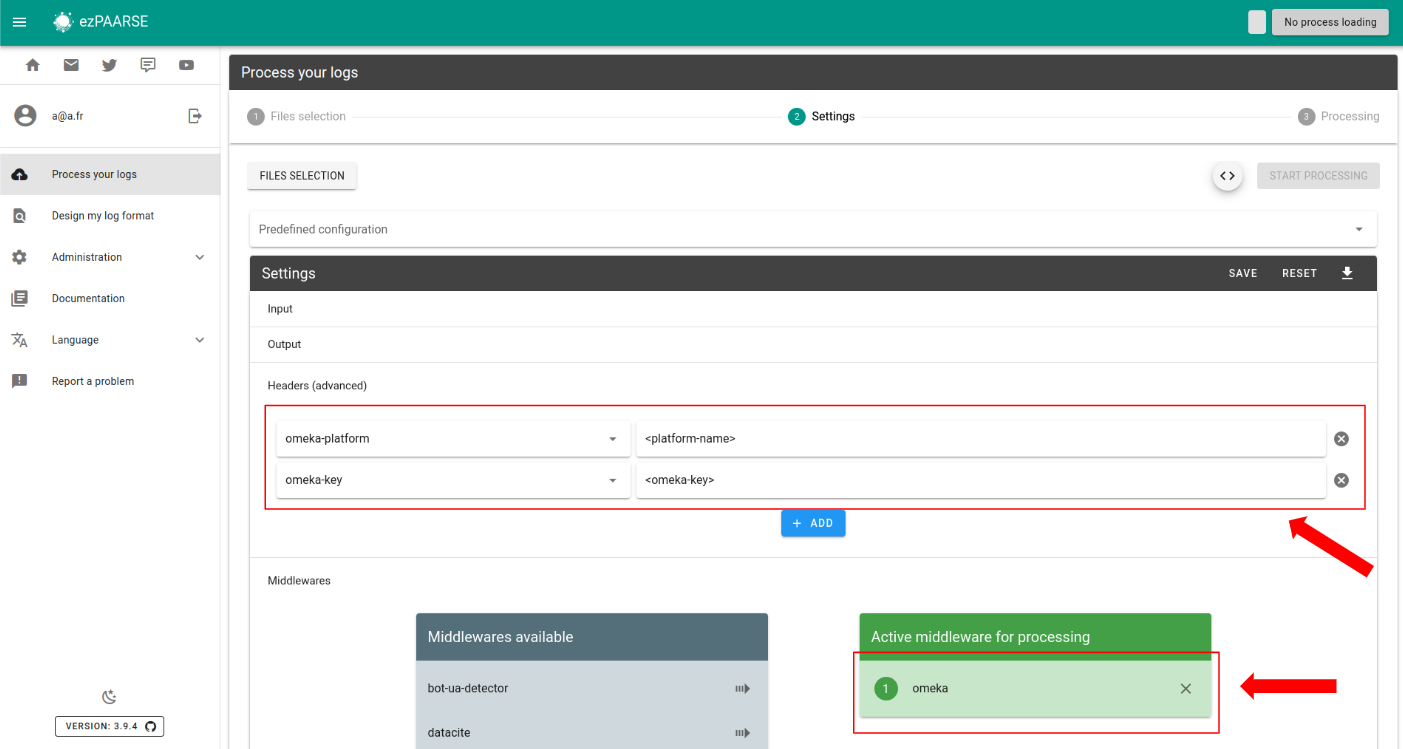 ezPAARSE
No process loading
a@a.fr
Process your logs
Design my log format
Administration
Documentation
Language
Report a problem
VERSION: 3.9.4
Process your logs
1 Files selection
2 Settings
3 Processing
FILES SELECTION
START PROCESSING
Predefined configuration
Settings
SAVE
RESET
Input
Output
Headers (advanced)
omeka-platform
<platform-name>
omeka-key
<omeka-key>
+ ADD
Middlewares
Middlewares available
bot-ua-detector
datacite
Active middleware for processing
1 omeka